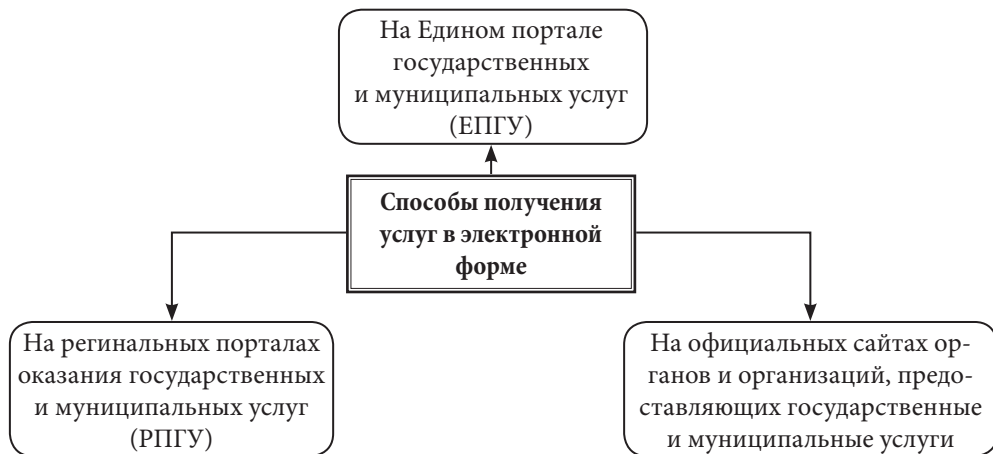 На Едином портале
государственных
и муниципальных услуг
(ЕПГУ)
Способы получения
услуг в электронной
форме
На региnальных порталах
оказания государственных
и муниципальных услуг
(РПГУ)
На официальных сайтах ор-
ганов и организаций, предо-
ставляющих государственные
и муниципальные услуги